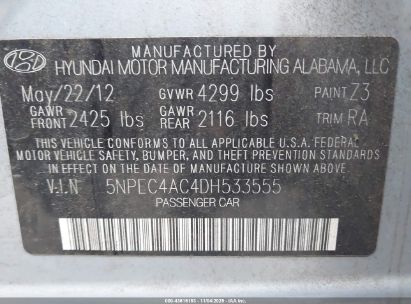 MANUFACTURED BY
HYUNDAI MOTOR MANUFACTURING ALABAMA, LLC
May/22/12 GVWR 4299 lbs PAINT Z3
GAWR FRONT 2425 lbs GAWR REAR 2116 lbs TRIM RA
THIS VEHICLE CONFORMS TO ALL APPLICABLE U.S.A. FEDERAL
MOTOR VEHICLE SAFETY, BUMPER, AND THEFT PREVENTION
STANDARDS IN EFFECT ON THE DATE OF MANUFACTURE SHOWN ABOVE.
V.I.N 5NPEC4AC4DH533555
PASSENGER CAR